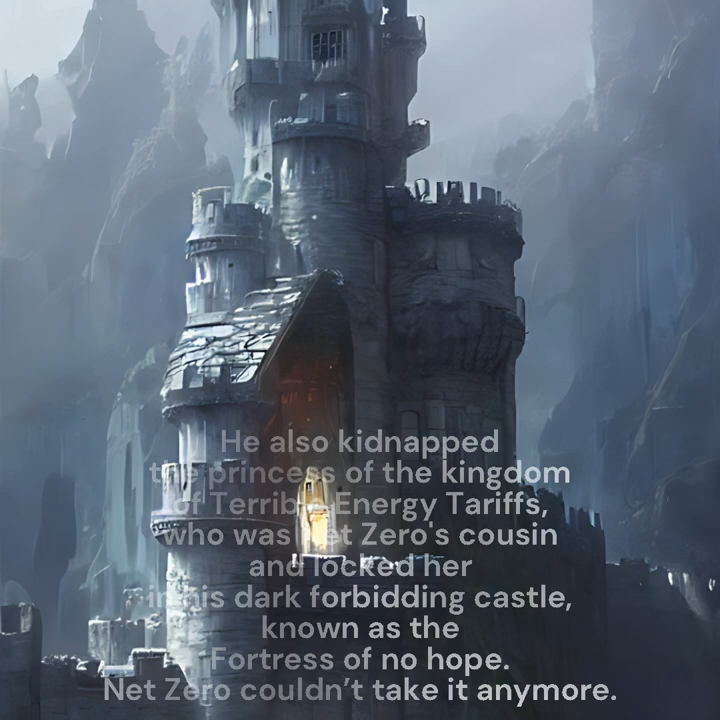 He also kidnapped
the princess of the kingdom
of Terrible Energy Tariffs,
who was Net Zero's cousin
and locked her
in his dark forbidding castle,
known as the
Fortress of no hope.
Net Zero couldn’t take it anymore.